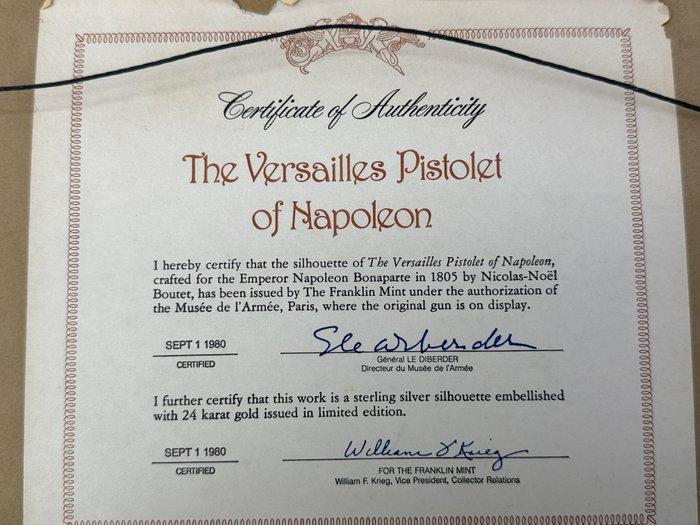 Certificate of Authenticity
The Versailles Pistolet
of Napoleon
I hereby certify that the silhouette of The Versailles Pistolet of Napoleon,
crafted for the Emperor Napoleon Bonaparte in 1805 by Nicolas-Noël
Boutet, has been issued by The Franklin Mint under the authorization of
the Musée de l'Armée, Paris, where the original gun is on display.
SEPT 1 1980
CERTIFIED
Général LE DIBERDER
Directeur du Musée de l'Armée
I further certify that this work is a sterling silver silhouette embellished
with 24 karat gold issued in limited edition.
SEPT 1 1980
CERTIFIED
William F Krieg
FOR THE FRANKLIN MINT
William F. Krieg, Vice President, Collector Relations